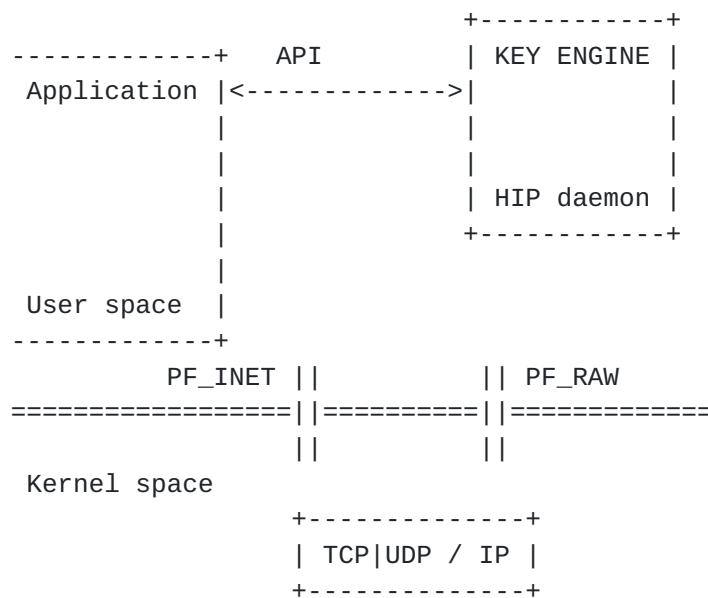 API KEY ENGINE
Application
HIP daemon
User space
PF_INET PF_RAW
Kernel space
TCP|UDP / IP